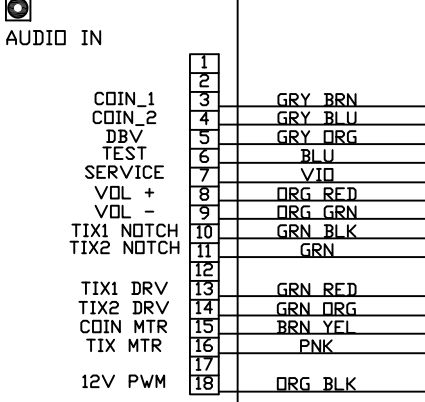 AUDIO IN
1
2
COIN_1 3 GRY BRN
COIN_2 4 GRY BLU
DBV 5 GRY ORG
TEST 6 BLU
SERVICE 7 VIO
VOL + 8 ORG RED
VOL - 9 ORG GRN
TIX1 NOTCH 10 GRN BLK
TIX2 NOTCH 11 GRN
12
TIX1 DRV 13 GRN RED
TIX2 DRV 14 GRN ORG
COIN MTR 15 BRN YEL
TIX MTR 16 PNK
17
12V PWM 18 ORG BLK